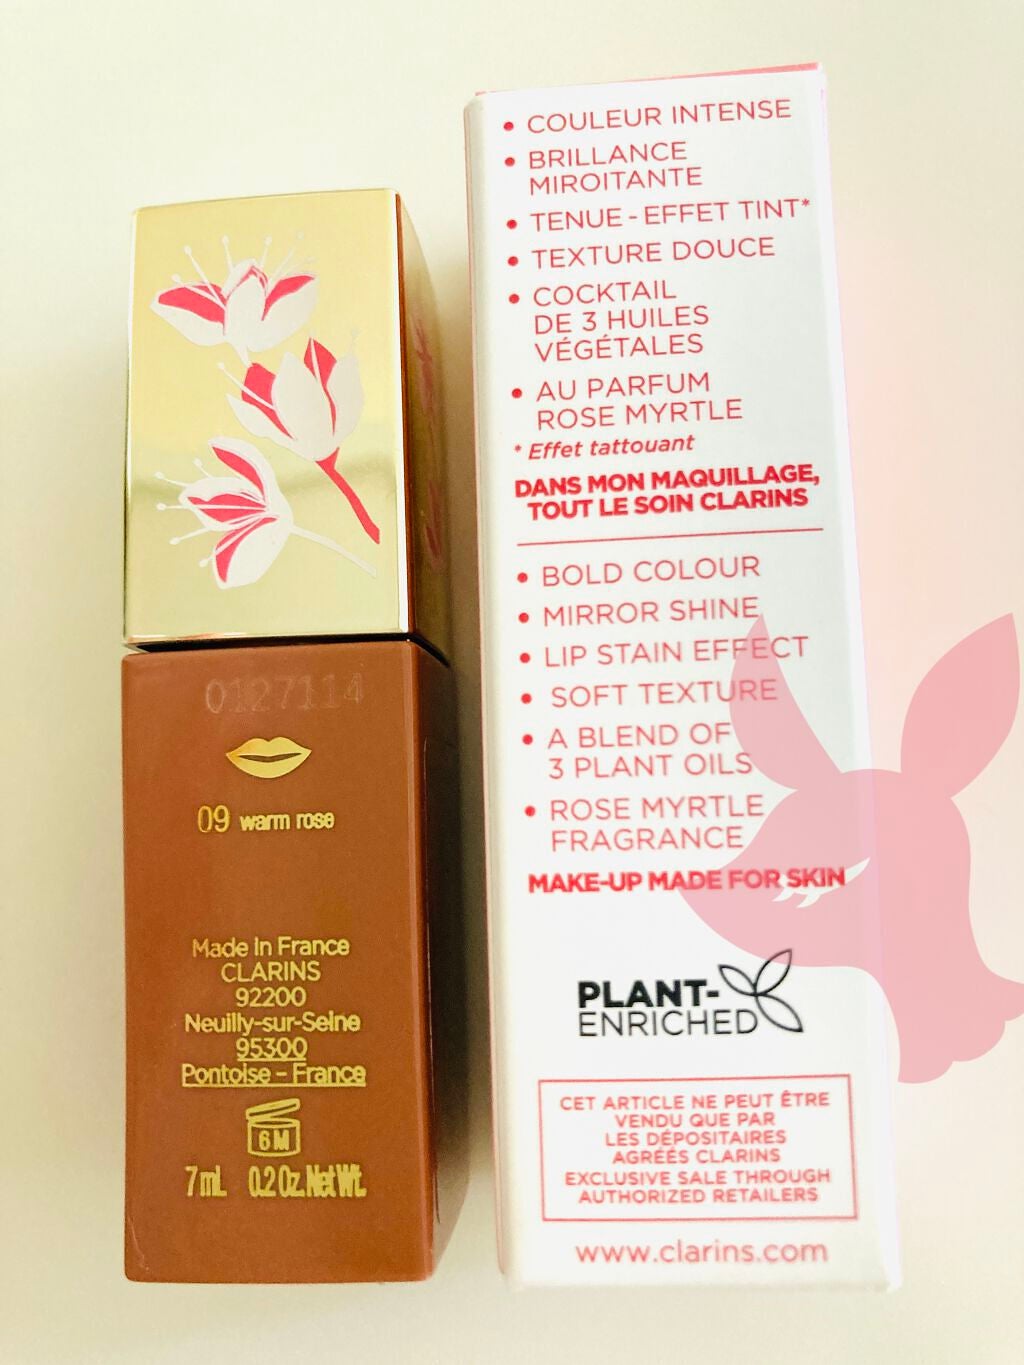 0127114
09 warm rose
Made In France
CLARINS
92200
Neuilly-sur-Seine
95300
Pontoise - France
6M
7 mL 0.2 Oz. Net Wt.
• COULEUR INTENSE
• BRILLANCE
MIROITANTE
• TENUE - EFFET TINT*
• TEXTURE DOUCE
• COCKTAIL
DE 3 HUILES
VÉGÉTALES
• AU PARFUM
ROSE MYRTLE
* Effet tattouant
DANS MON MAQUILLAGE,
TOUT LE SOIN CLARINS
• BOLD COLOUR
• MIRROR SHINE
• LIP STAIN EFFECT
• SOFT TEXTURE
• A BLEND OF
3 PLANT OILS
• ROSE MYRTLE
FRAGRANCE
MAKE-UP MADE FOR SKIN
PLANT-
ENRICHED
CET ARTICLE NE PEUT ÊTRE
VENDU QUE PAR
LES DÉPOSITAIRES
AGRÉÉS CLARINS
EXCLUSIVE SALE THROUGH
AUTHORIZED RETAILERS
www.clarins.com